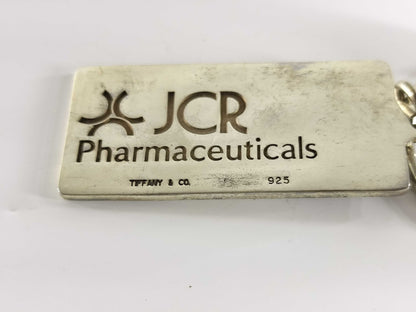 JCR
Pharmaceuticals
TIFFANY & CO. 925